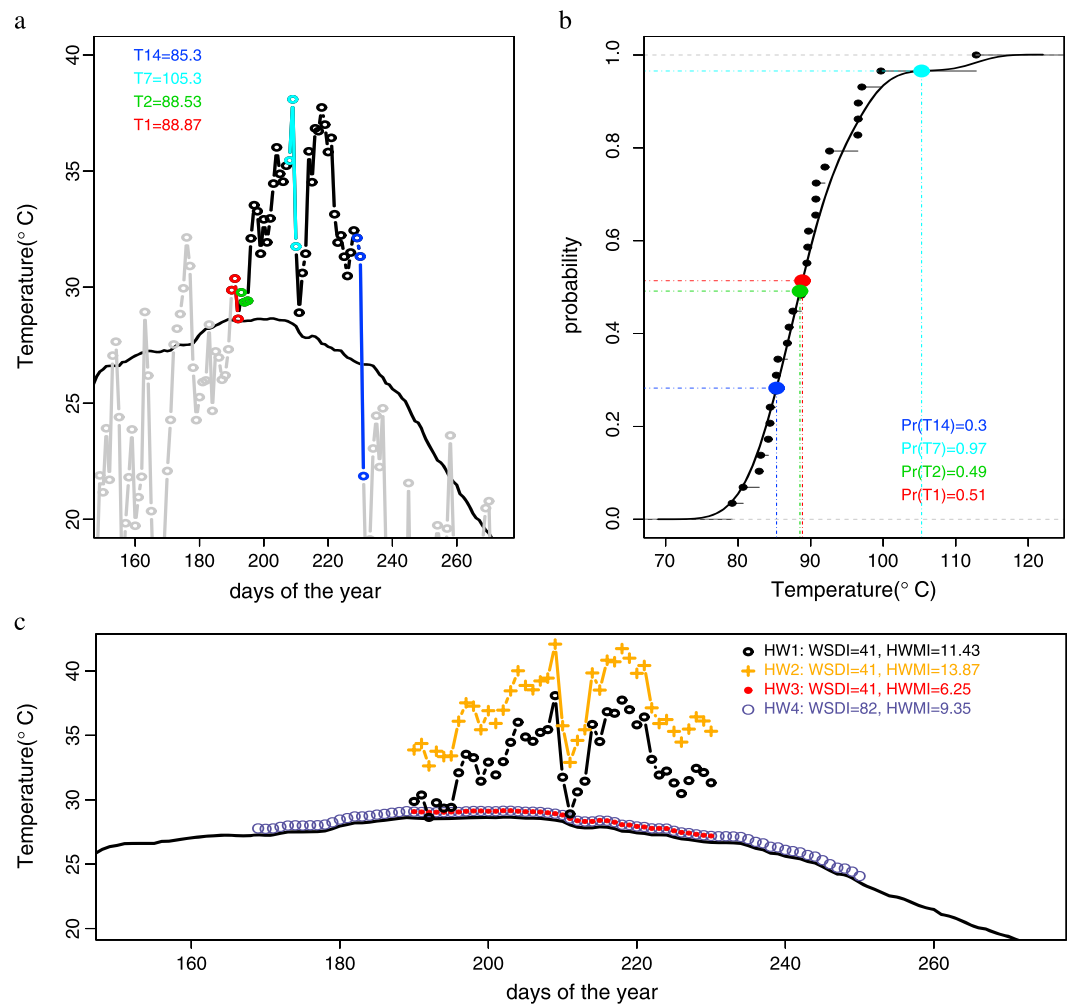 a
T14=85.3
T7=105.3
T2=88.53
T1=88.87
Temperature(° C)
40
35
30
25
20
160 180 200 220 240 260
days of the year
b
probability
1.0
0.8
0.6
0.4
0.2
0.0
Pr(T14)=0.3
Pr(T7)=0.97
Pr(T2)=0.49
Pr(T1)=0.51
70 80 90 100 110 120
Temperature(° C)
c
Temperature(° C)
40
35
30
25
20
HW1: WSDI=41, HWMI=11.43
HW2: WSDI=41, HWMI=13.87
HW3: WSDI=41, HWMI=6.25
HW4: WSDI=82, HWMI=9.35
160 180 200 220 240 260
days of the year